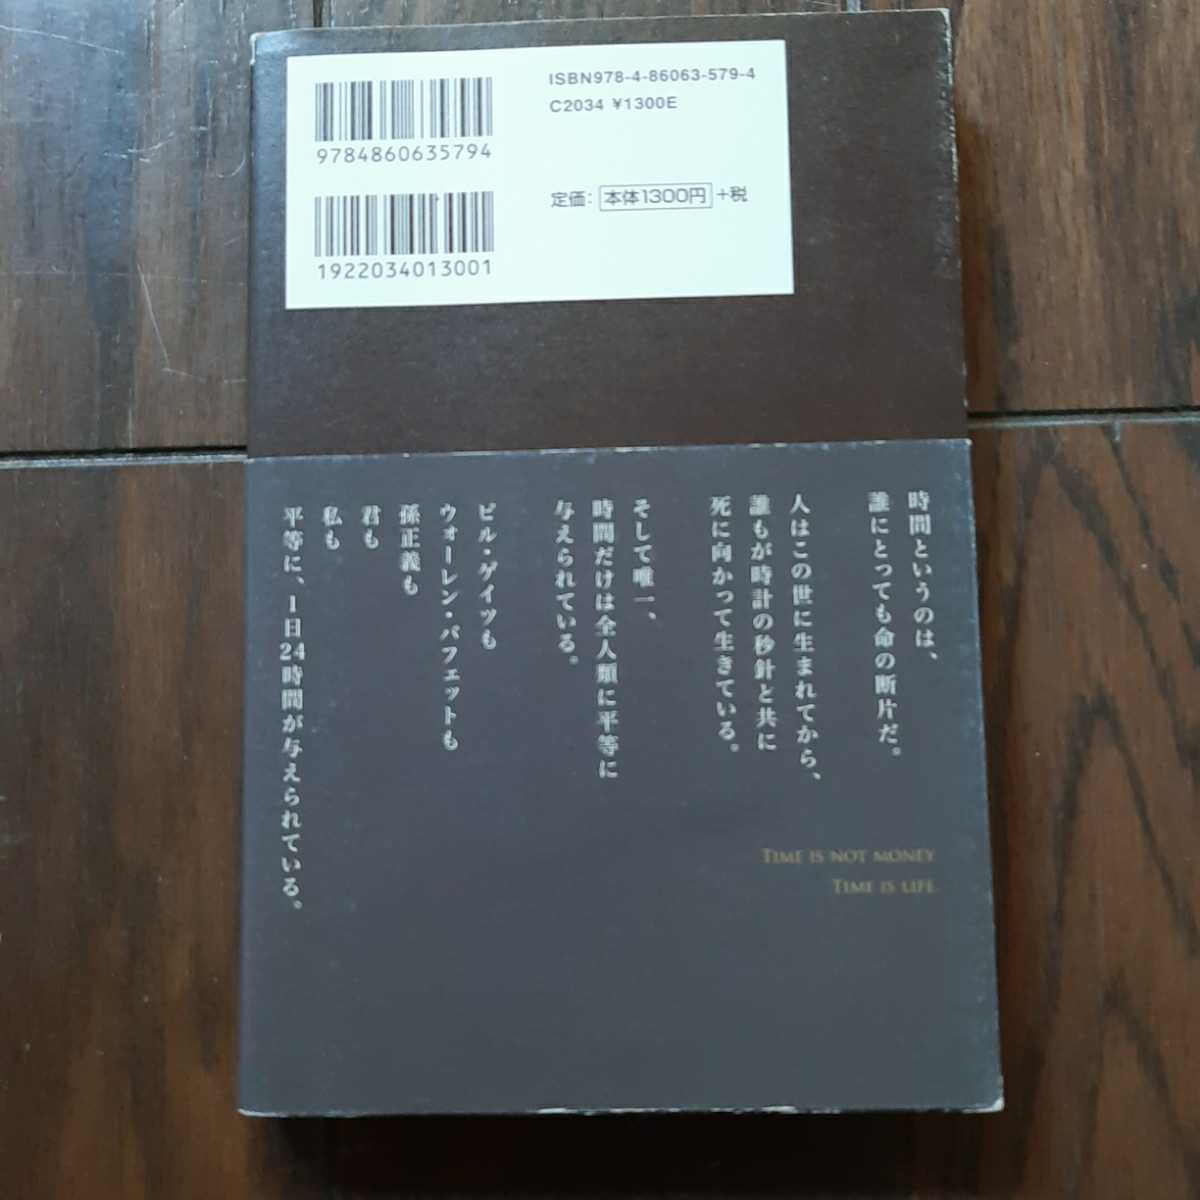 ISBN978-4-86063-579-4
C2034 ¥1300E
9784860635794
定価: 本体1300円 +税
1922034013001
時間というのは、
誰にとっても命の断片だ。
人はこの世に生まれてから、
誰もが時計の秒針と共に
死に向かって生きている。
そして唯一、
時間だけは全人類に平等に
与えられている。
ビル・ゲイツも
ウォーレン・バフェットも
孫正義も
君も
私も
平等に、1日24時間が与えられている。
TIME IS NOT MONEY
TIME IS LIFE